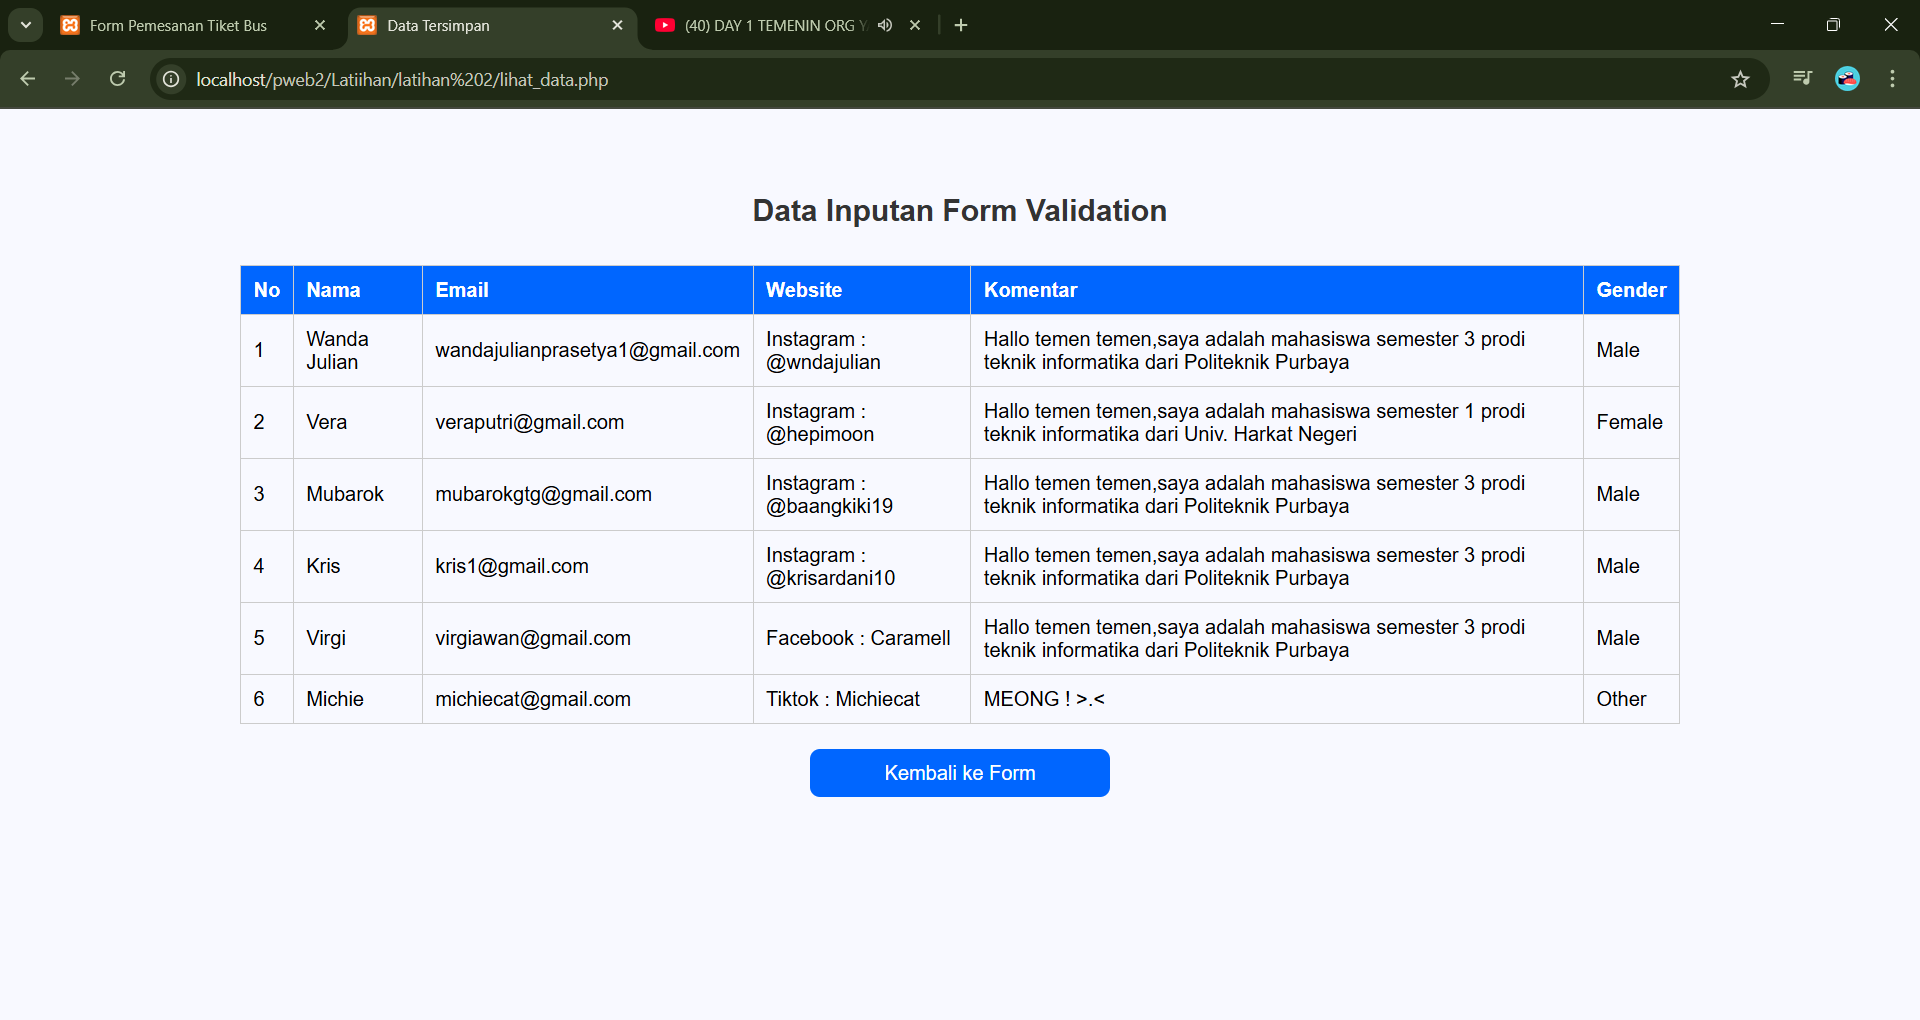 Form Pemesanan Tiket Bus
Data Tersimpan
(40) DAY 1 TEMENIN ORG
localhost/pweb2/Latiihan/latihan%202/lihat_data.php
Data Inputan Form Validation
No Nama Email Website Komentar Gender
1 Wanda Julian wandajulianprasetya1@gmail.com Instagram : @wndajulian Hallo temen temen,saya adalah mahasiswa semester 3 prodi teknik informatika dari Politeknik Purbaya Male
2 Vera veraputri@gmail.com Instagram : @hepimoon Hallo temen temen,saya adalah mahasiswa semester 1 prodi teknik informatika dari Univ. Harkat Negeri Female
3 Mubarok mubarokgtg@gmail.com Instagram : @baangkiki19 Hallo temen temen,saya adalah mahasiswa semester 3 prodi teknik informatika dari Politeknik Purbaya Male
4 Kris kris1@gmail.com Instagram : @krisardani10 Hallo temen temen,saya adalah mahasiswa semester 3 prodi teknik informatika dari Politeknik Purbaya Male
5 Virgi virgiawan@gmail.com Facebook : Caramell Hallo temen temen,saya adalah mahasiswa semester 3 prodi teknik informatika dari Politeknik Purbaya Male
6 Michie michiecat@gmail.com Tiktok : Michiecat MEONG ! >.< Other
Kembali ke Form